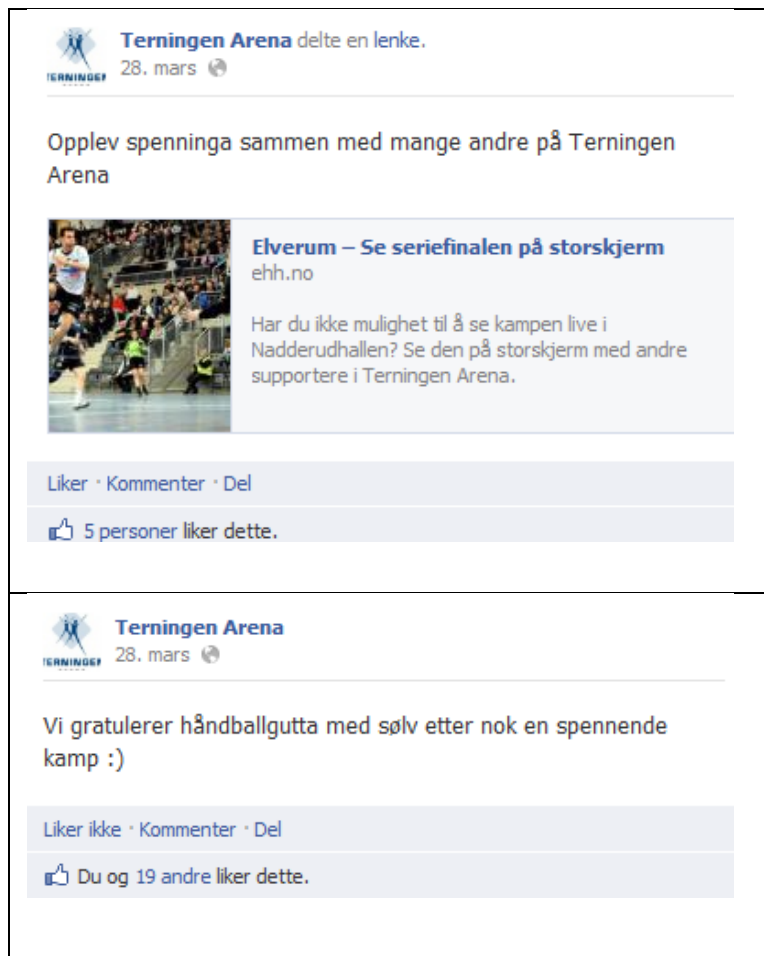 Terningen Arena delte en lenke.
28. mars
TERNINGEN
Opplev spenninga sammen med mange andre på Terningen
Arena
Elverum – Se seriefinalen på storskjerm
ehh.no
Har du ikke mulighet til å se kampen live i
Nadderudhallen? Se den på storskjerm med andre
supportere i Terningen Arena.
Liker · Kommenter · Del
5 personer liker dette.
Terningen Arena
28. mars
TERNINGEN
Vi gratulerer håndballgutta med sølv etter nok en spennende
kamp :)
Liker ikke · Kommenter · Del
Du og 19 andre liker dette.